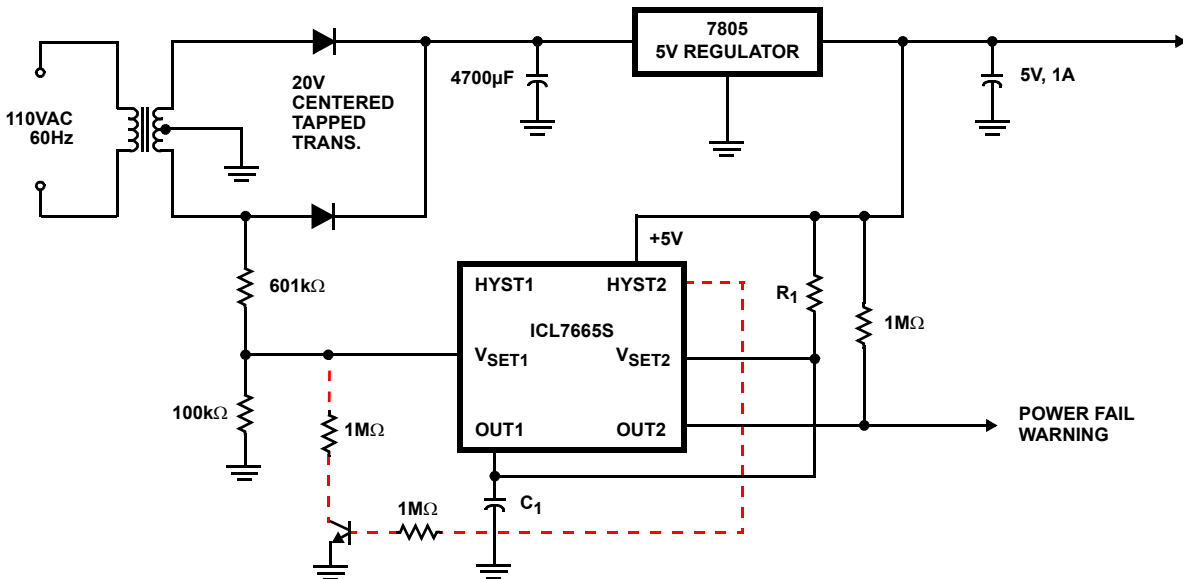 7805
5V REGULATOR
4700µF
5V, 1A
20V
CENTERED
TAPPED
TRANS.
110VAC
60Hz
+5V
601kΩ
HYST1
HYST2
R1
ICL7665S
1MΩ
VSET1
VSET2
100kΩ
1MΩ
OUT1
OUT2
POWER FAIL
WARNING
1MΩ
C1